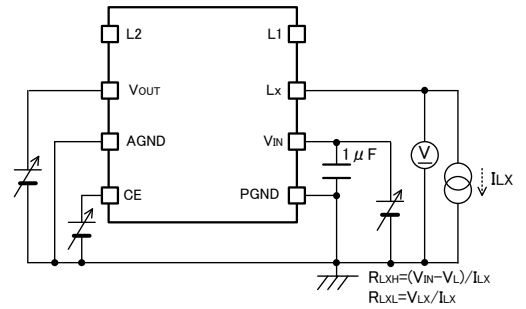 L2 L1
VOUT LX
AGND VIN
1μF
CE PGND
V
ILX
RLXH=(VIN-VL)/ILX
RLXL=VLX/ILX